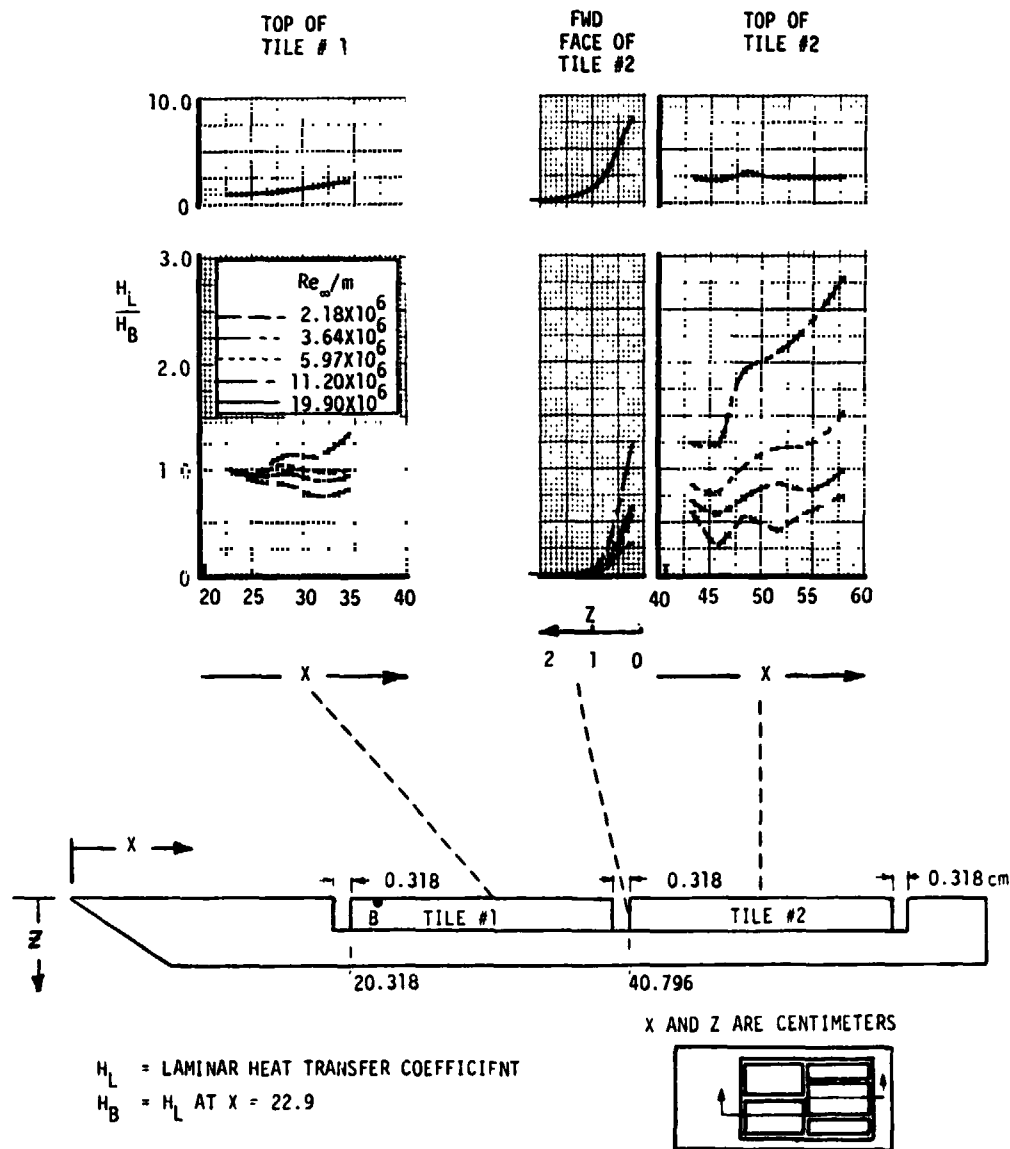 TOP OF
TILE # 1
FWD
FACE OF
TILE #2
TOP OF
TILE #2
10.0
0
3.0
2.0
1 0
0
H_L
H_B
Re∞/m
2.18X10^6
3.64X10^6
5.97X10^6
11.20X10^6
19.90X10^6
20 25 30 35 40
Z
2 1 0
40 45 50 55 60
X
X
X
0.318
0.318
0.318 cm
B
TILE #1
TILE #2
Z
20.318
40.796
X AND Z ARE CENTIMETERS
H_L = LAMINAR HEAT TRANSFER COEFFICIFNT
H_B = H_L AT X = 22.9